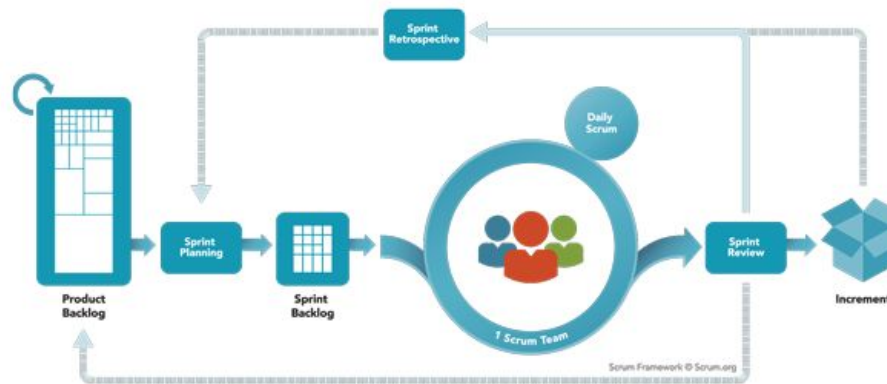 Sprint
Retrospective
Daily
Scrum
Sprint
Planning
Sprint
Review
Product
Backlog
Sprint
Backlog
1 Scrum Team
Increment
Scrum Framework © Scrum.org